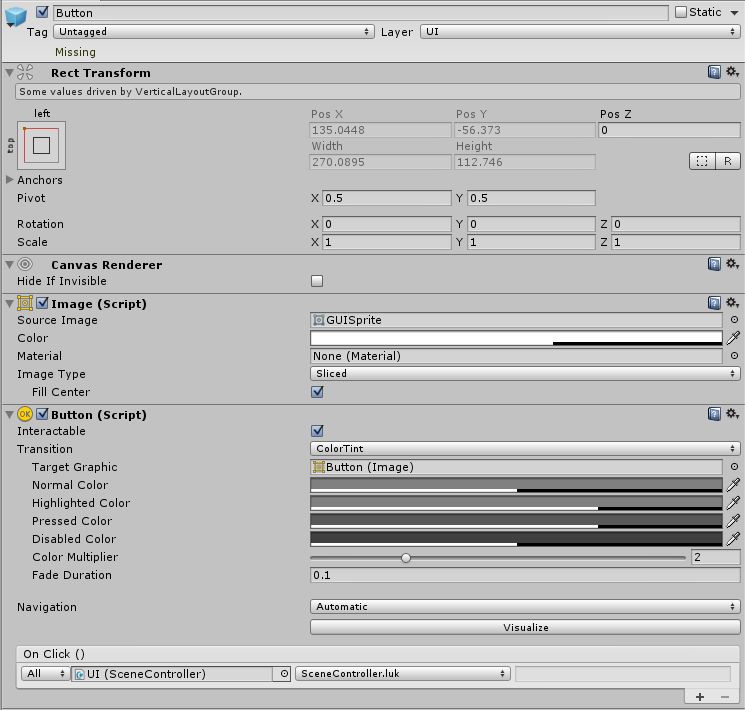 Button Static
Tag Untagged Layer UI
Missing
Rect Transform
Some values driven by VerticalLayoutGroup.
left Pos X Pos Y Pos Z
top
135.0448 -56.373 0
Width Height
270.0895 112.746 R
Anchors
Pivot X 0.5 Y 0.5
Rotation X 0 Y 0 Z 0
Scale X 1 Y 1 Z 1
Canvas Renderer
Hide If Invisible
Image (Script)
Source Image GUISprite
Color
Material None (Material)
Image Type Sliced
Fill Center
OK Button (Script)
Interactable
Transition ColorTint
Target Graphic Button (Image)
Normal Color
Highlighted Color
Pressed Color
Disabled Color
Color Multiplier 2
Fade Duration 0.1
Navigation Automatic
Visualize
On Click ()
All UI (SceneController) SceneController.luk
+ −